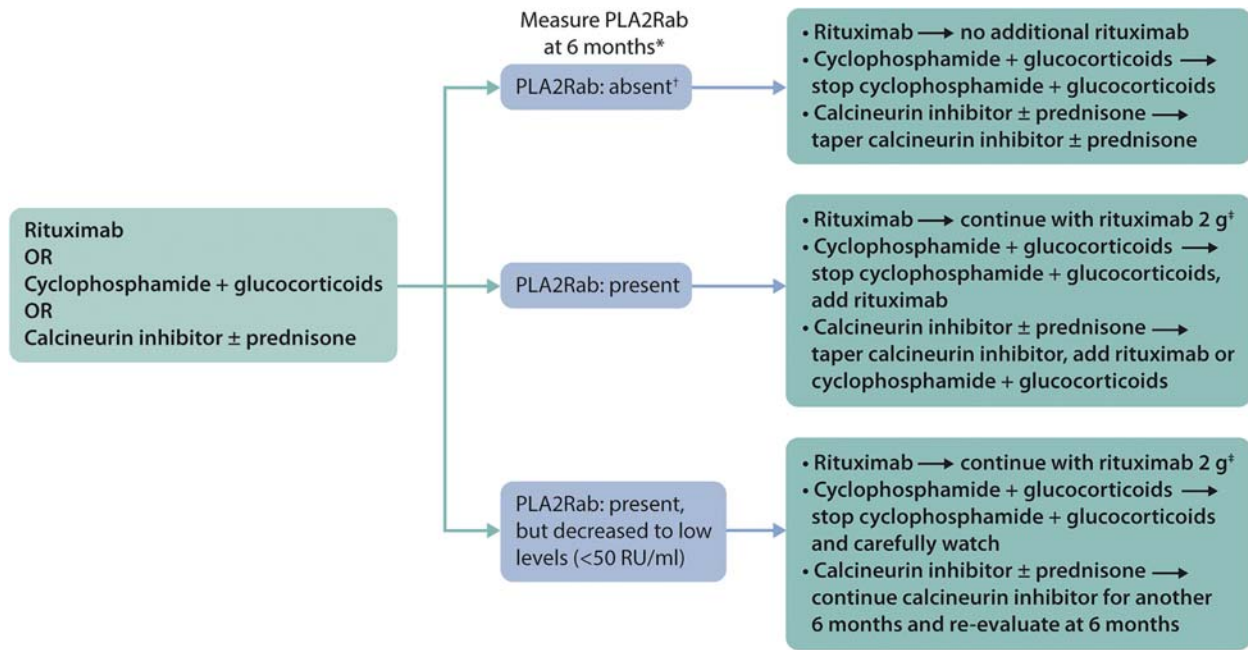 Measure PLA2Rab
at 6 months*
Rituximab
OR
Cyclophosphamide + glucocorticoids
OR
Calcineurin inhibitor ± prednisone
PLA2Rab: absent†
• Rituximab ⟶ no additional rituximab
• Cyclophosphamide + glucocorticoids ⟶
stop cyclophosphamide + glucocorticoids
• Calcineurin inhibitor ± prednisone ⟶
taper calcineurin inhibitor ± prednisone
PLA2Rab: present
• Rituximab ⟶ continue with rituximab 2 g‡
• Cyclophosphamide + glucocorticoids ⟶
stop cyclophosphamide + glucocorticoids,
add rituximab
• Calcineurin inhibitor ± prednisone ⟶
taper calcineurin inhibitor, add rituximab or
cyclophosphamide + glucocorticoids
PLA2Rab: present,
but decreased to low
levels (<50 RU/ml)
• Rituximab ⟶ continue with rituximab 2 g‡
• Cyclophosphamide + glucocorticoids ⟶
stop cyclophosphamide + glucocorticoids
and carefully watch
• Calcineurin inhibitor ± prednisone ⟶
continue calcineurin inhibitor for another
6 months and re-evaluate at 6 months